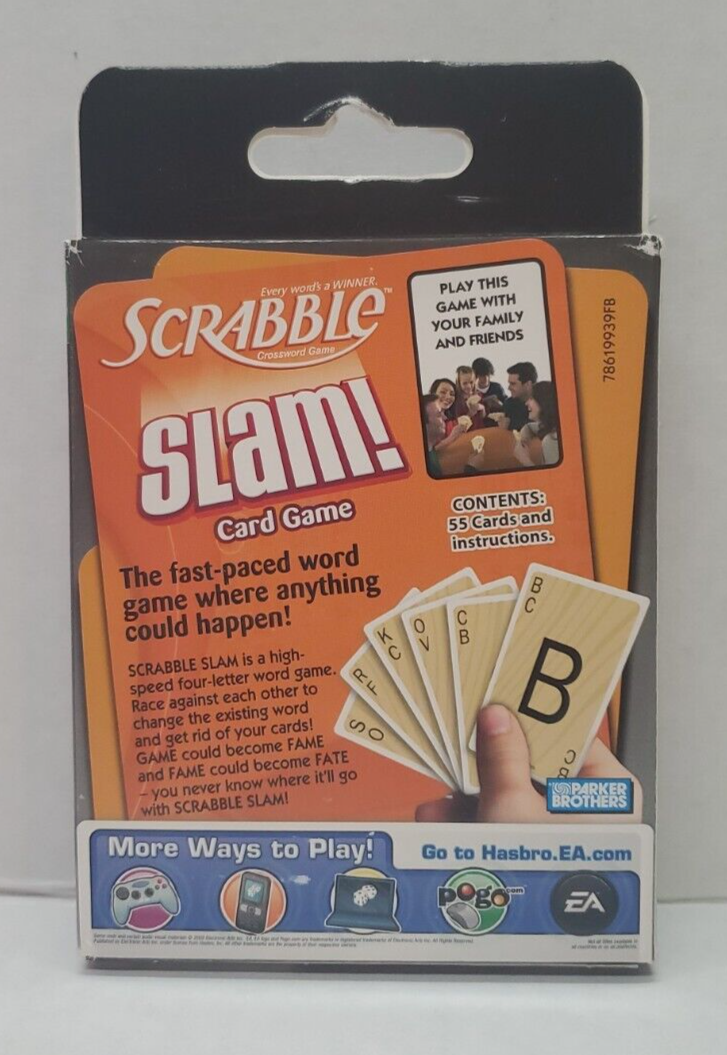 Every word's a WINNER.
SCRABBLE™
Crossword Game
SLam!
Card Game
PLAY THIS
GAME WITH
YOUR FAMILY
AND FRIENDS
78619939FB
CONTENTS:
55 Cards and
instructions.
The fast-paced word
game where anything
could happen!
SCRABBLE SLAM is a high-
speed four-letter word game.
Race against each other to
change the existing word
and get rid of your cards!
GAME could become FAME
and FAME could become FATE
– you never know where it'll go
with SCRABBLE SLAM!
S
O
R
F
K
C
O
V
C
B
B
C
B
B
C
PARKER
BROTHERS
More Ways to Play!
Go to Hasbro.EA.com
pogo.com
EA